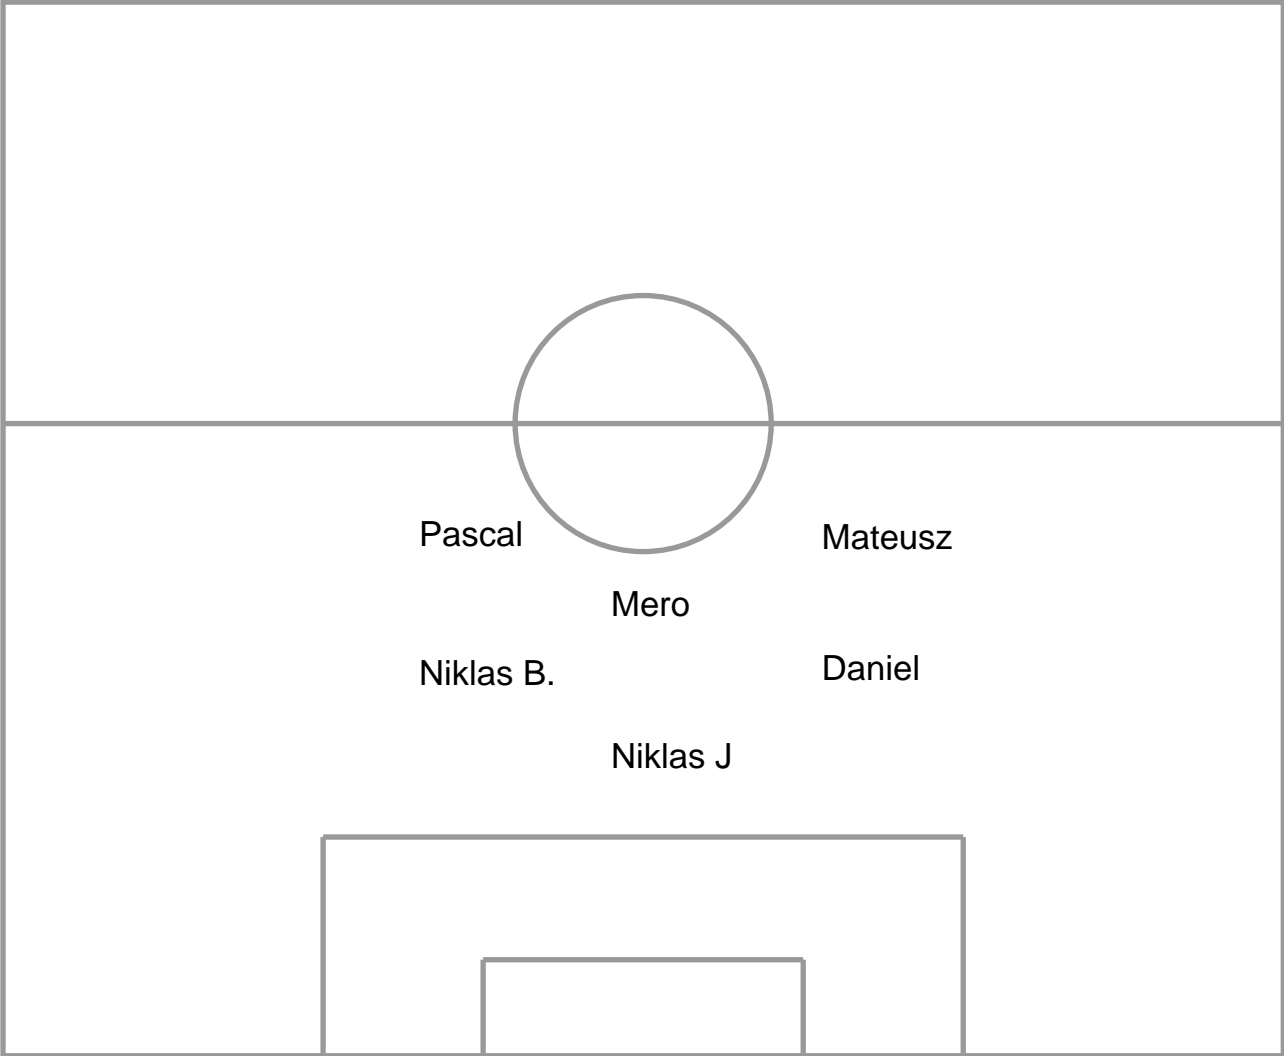 Pascal
Mateusz
Mero
Niklas B.
Daniel
Niklas J